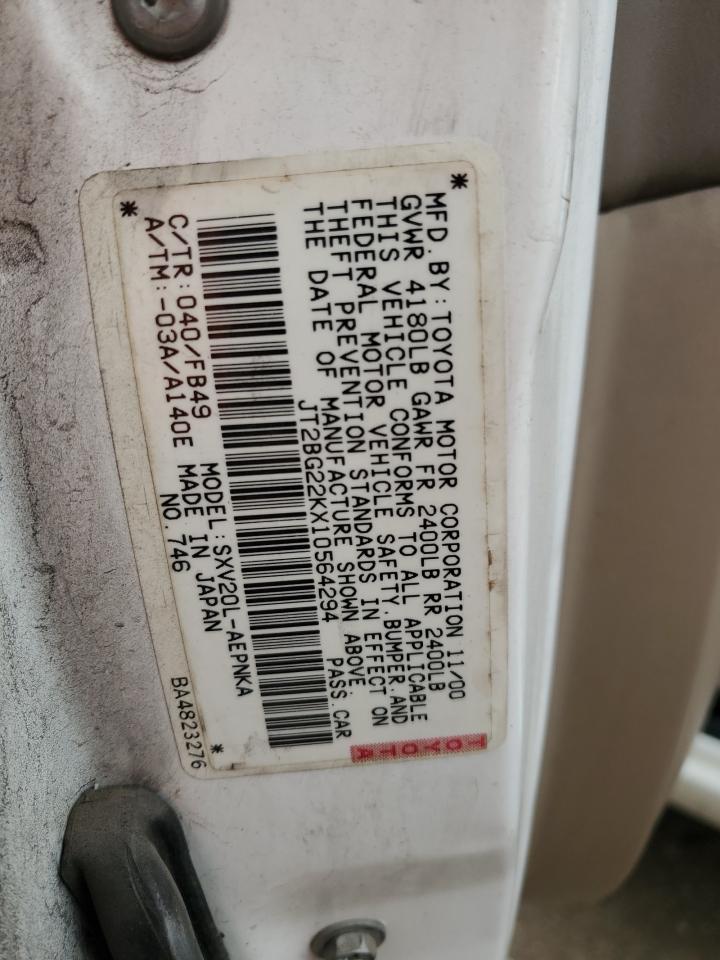 MFD. BY: TOYOTA MOTOR CORPORATION 11/00
GVWR 4180LB GAWR FR 2400LB RR 2400LB
THIS VEHICLE CONFORMS TO ALL APPLICABLE
FEDERAL MOTOR VEHICLE SAFETY, BUMPER, AND
THEFT PREVENTION STANDARDS IN EFFECT ON
THE DATE OF MANUFACTURE SHOWN ABOVE.
JT2BG22KX10564294 PASS.CAR
TOYOTA
MODEL: SXV20L-AEPNKA
C/TR: 040/FB49 MADE IN JAPAN
A/TM: -03A/A140E NO. 746
BA4823276